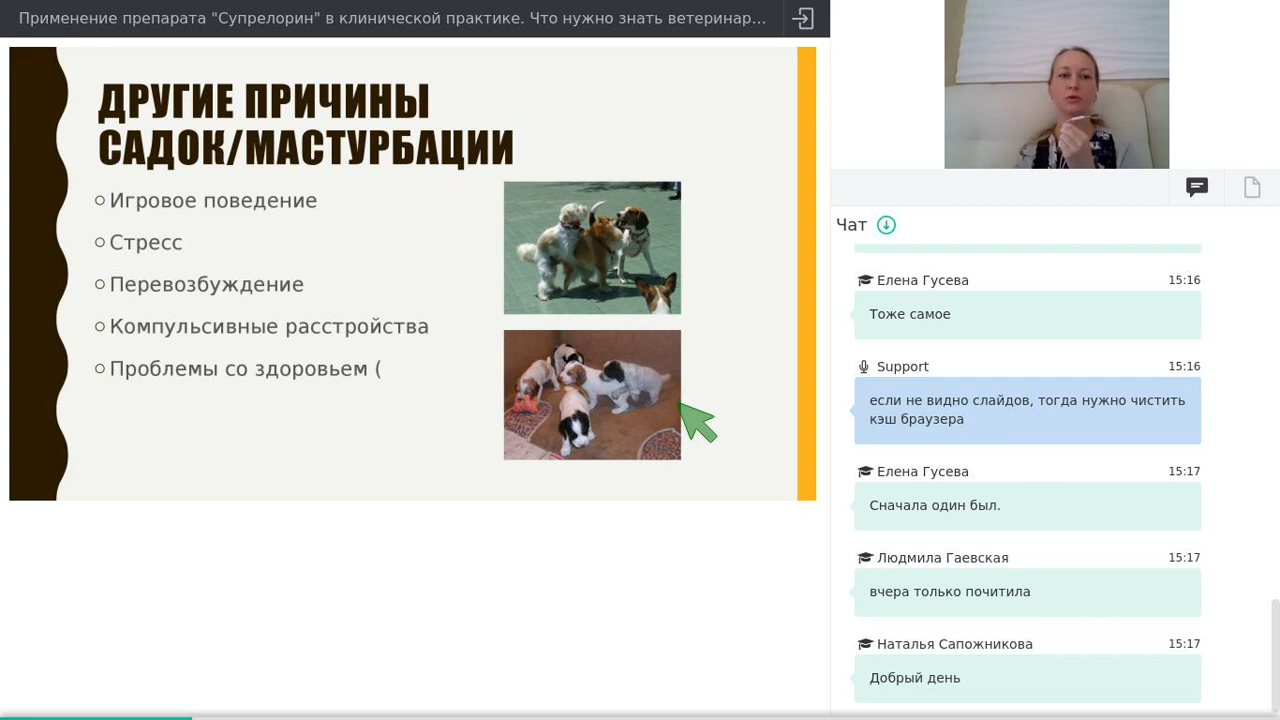 Применение препарата "Супрелорин" в клинической практике. Что нужно знать ветеринар...
ДРУГИЕ ПРИЧИНЫ
САДОК/МАСТУРБАЦИИ
Игровое поведение
Стресс
Перевозбуждение
Компульсивные расстройства
Проблемы со здоровьем (
Чат
Елена Гусева 15:16
Тоже самое
Support 15:16
если не видно слайдов, тогда нужно чистить
кэш браузера
Елена Гусева 15:17
Сначала один был.
Людмила Гаевская 15:17
вчера только почитила
Наталья Сапожникова 15:17
Добрый день